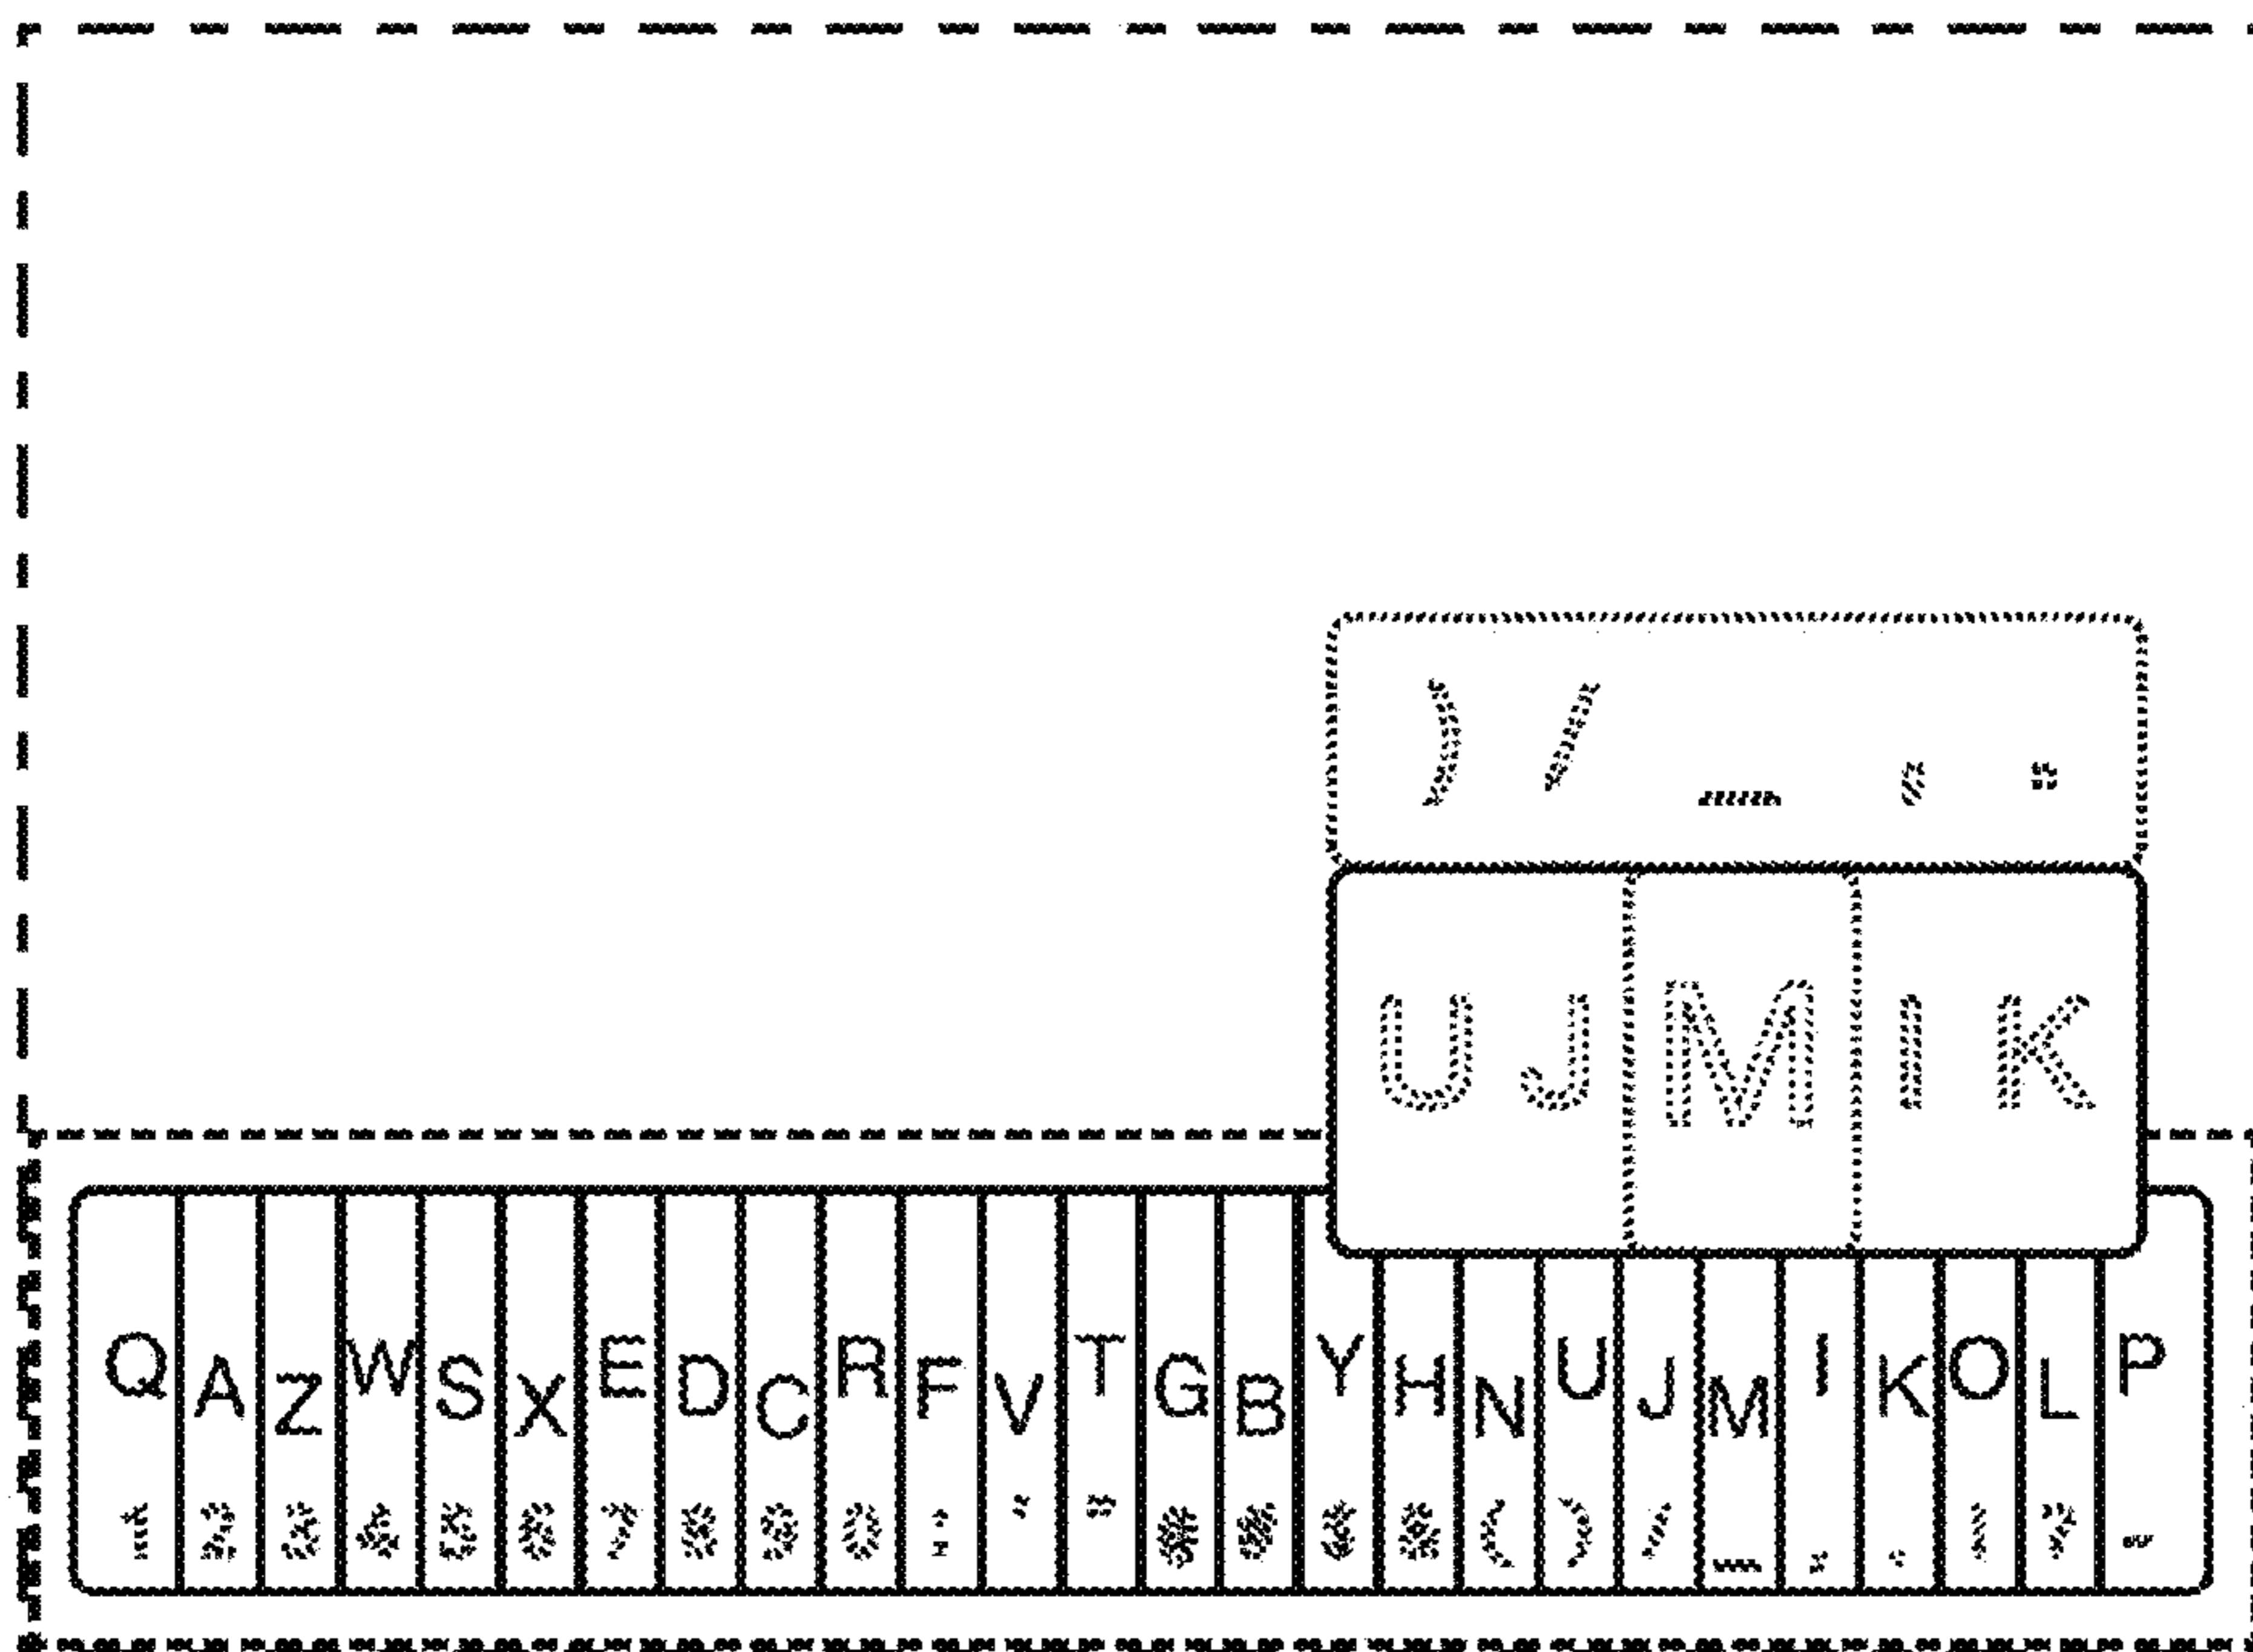 ) / _ , .
U J M I K
Q A Z W S X E D C R F V T G B Y H N U J M I K O L P
1 2 3 4 5 6 7 8 9 0 : ' " ( ) / _ , . ! ? -